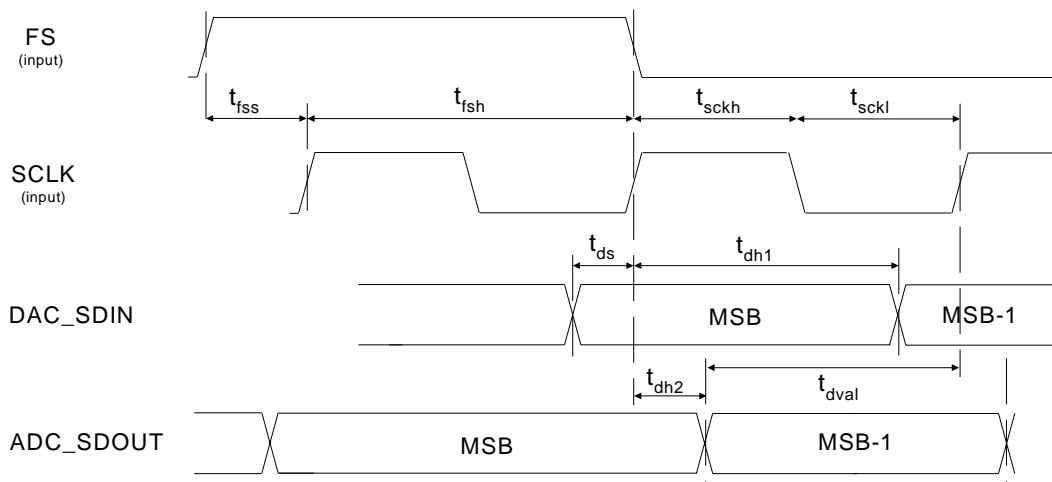 FS
(input)
tfss
tfsh
tsckh
tsckl
SCLK
(input)
tds
tdh1
DAC_SDIN
MSB
MSB-1
tdh2
tdval
ADC_SDOUT
MSB
MSB-1